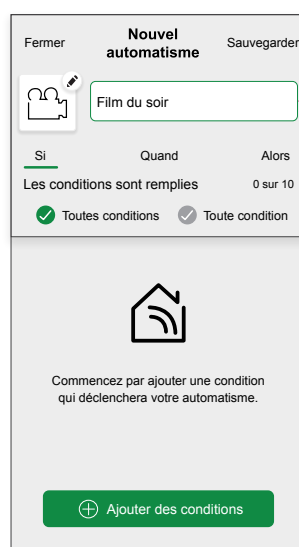 Fermer
Nouvel
automatisme
Sauvegarder
Film du soir
Si
Quand
Alors
Les conditions sont remplies
0 sur 10
Toutes conditions
Toute condition
Commencez par ajouter une condition
qui déclenchera votre automatisme.
Ajouter des conditions